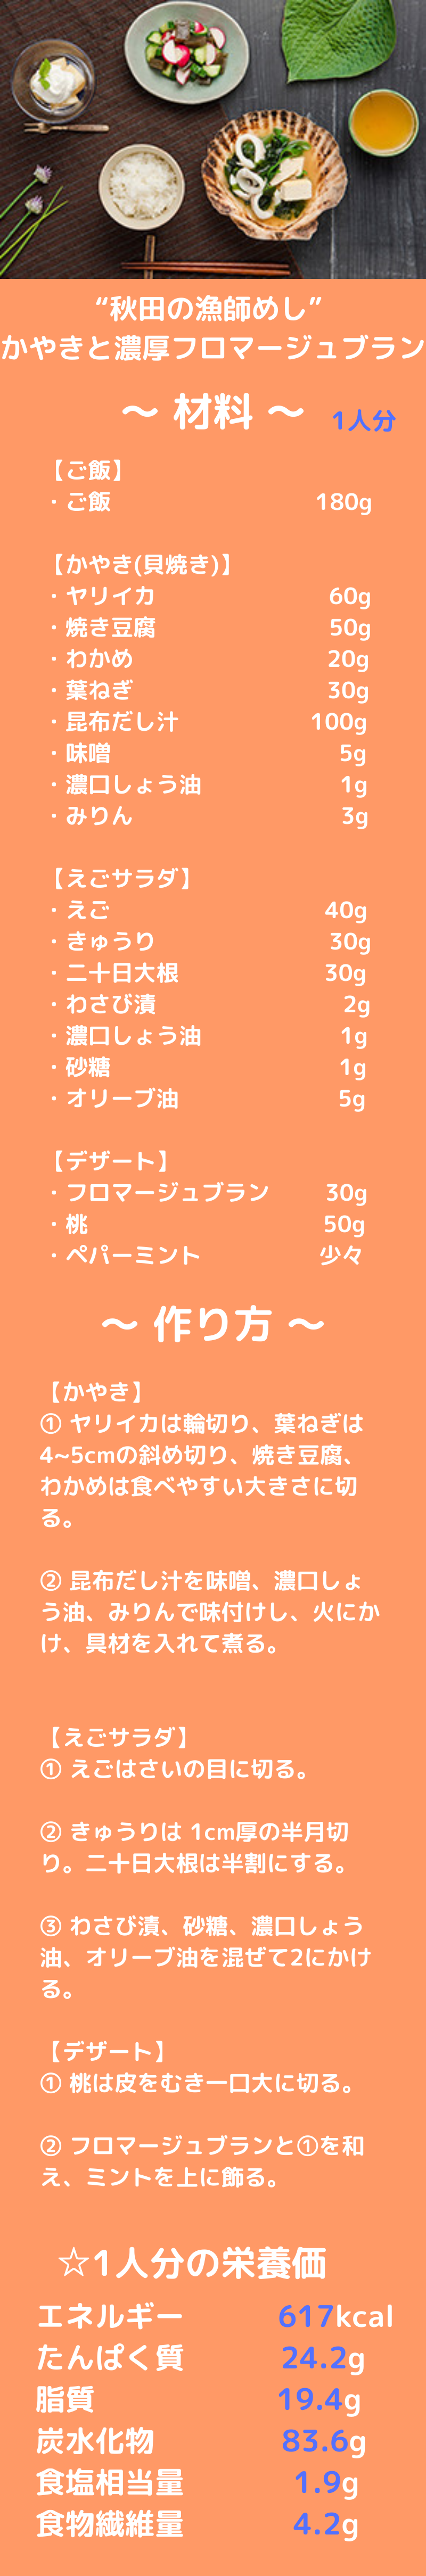 “秋田の漁師めし”
かやきと濃厚フロマージュブラン
〜 材料 〜 1人分
【ご飯】
・ご飯 180g
【かやき(貝焼き)】
・ヤリイカ 60g
・焼き豆腐 50g
・わかめ 20g
・葉ねぎ 30g
・昆布だし汁 100g
・味噌 5g
・濃口しょう油 1g
・みりん 3g
【えごサラダ】
・えご 40g
・きゅうり 30g
・二十日大根 30g
・わさび漬 2g
・濃口しょう油 1g
・砂糖 1g
・オリーブ油 5g
【デザート】
・フロマージュブラン 30g
・桃 50g
・ペパーミント 少々
〜 作り方 〜
【かやき】
① ヤリイカは輪切り、葉ねぎは
4~5cmの斜め切り、焼き豆腐、
わかめは食べやすい大きさに切
る。
② 昆布だし汁を味噌、濃口しょ
う油、みりんで味付けし、火にか
け、具材を入れて煮る。
【えごサラダ】
① えごはさいの目に切る。
② きゅうりは 1cm厚の半月切
り。二十日大根は半割にする。
③ わさび漬、砂糖、濃口しょう
油、オリーブ油を混ぜて2にかけ
る。
【デザート】
① 桃は皮をむき一口大に切る。
② フロマージュブランと①を和
え、ミントを上に飾る。
☆1人分の栄養価
エネルギー 617kcal
たんぱく質 24.2g
脂質 19.4g
炭水化物 83.6g
食塩相当量 1.9g
食物繊維量 4.2g